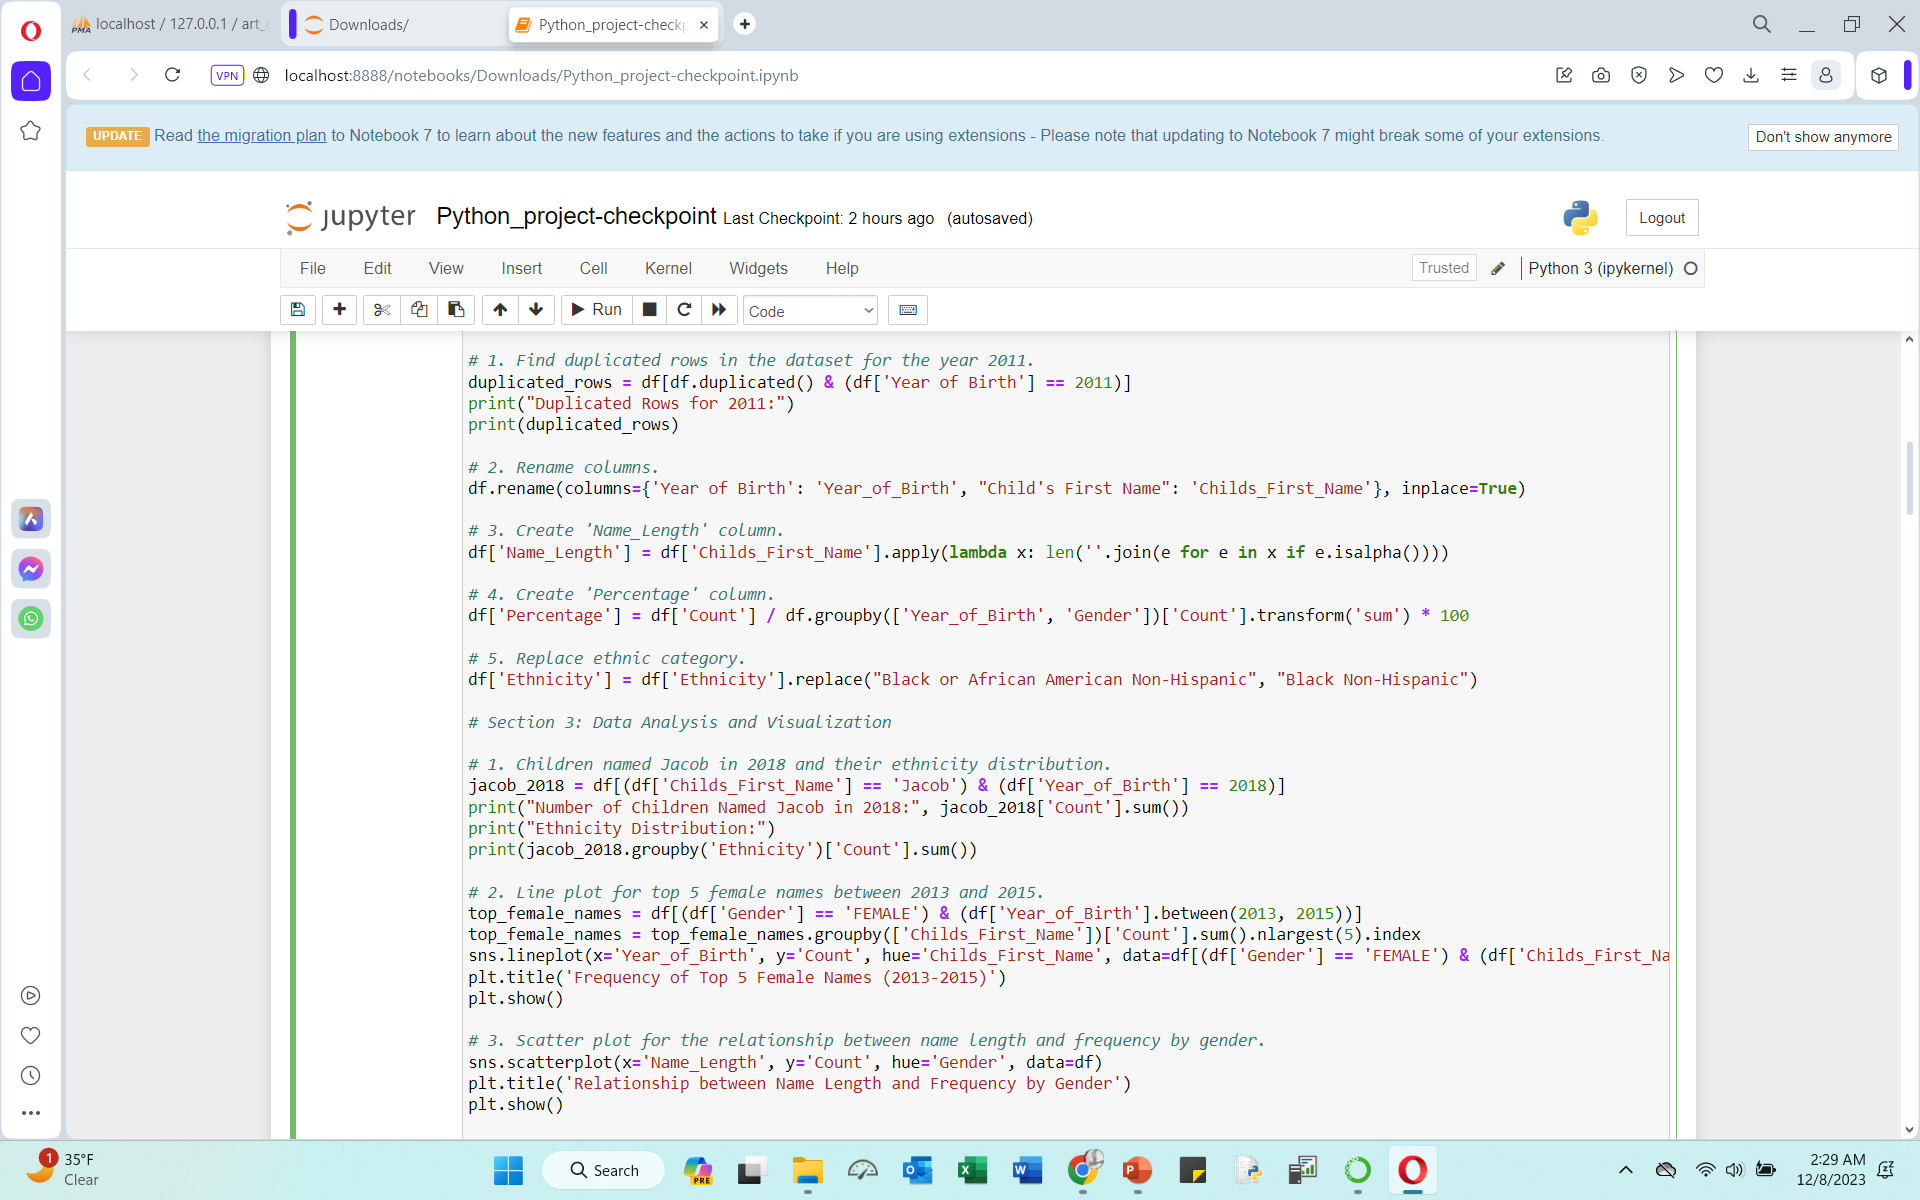 localhost / 127.0.0.1 / art_
Downloads/
Python_project-checkp
VPN
localhost:8888/notebooks/Downloads/Python_project-checkpoint.ipynb
UPDATE Read the migration plan to Notebook 7 to learn about the new features and the actions to take if you are using extensions - Please note that updating to Notebook 7 might break some of your extensions.
Don't show anymore
jupyter Python_project-checkpoint Last Checkpoint: 2 hours ago (autosaved)
Logout
File Edit View Insert Cell Kernel Widgets Help
Trusted
Python 3 (ipykernel)
Run
Code
# 1. Find duplicated rows in the dataset for the year 2011.
duplicated_rows = df[df.duplicated() & (df['Year of Birth'] == 2011)]
print("Duplicated Rows for 2011:")
print(duplicated_rows)
# 2. Rename columns.
df.rename(columns={'Year of Birth': 'Year_of_Birth', "Child's First Name": 'Childs_First_Name'}, inplace=True)
# 3. Create 'Name_Length' column.
df['Name_Length'] = df['Childs_First_Name'].apply(lambda x: len(''.join(e for e in x if e.isalpha())))
# 4. Create 'Percentage' column.
df['Percentage'] = df['Count'] / df.groupby(['Year_of_Birth', 'Gender'])['Count'].transform('sum') * 100
# 5. Replace ethnic category.
df['Ethnicity'] = df['Ethnicity'].replace("Black or African American Non-Hispanic", "Black Non-Hispanic")
# Section 3: Data Analysis and Visualization
# 1. Children named Jacob in 2018 and their ethnicity distribution.
jacob_2018 = df[(df['Childs_First_Name'] == 'Jacob') & (df['Year_of_Birth'] == 2018)]
print("Number of Children Named Jacob in 2018:", jacob_2018['Count'].sum())
print("Ethnicity Distribution:")
print(jacob_2018.groupby('Ethnicity')['Count'].sum())
# 2. Line plot for top 5 female names between 2013 and 2015.
top_female_names = df[(df['Gender'] == 'FEMALE') & (df['Year_of_Birth'].between(2013, 2015))]
top_female_names = top_female_names.groupby(['Childs_First_Name'])['Count'].sum().nlargest(5).index
sns.lineplot(x='Year_of_Birth', y='Count', hue='Childs_First_Name', data=df[(df['Gender'] == 'FEMALE') & (df['Childs_First_Na
plt.title('Frequency of Top 5 Female Names (2013-2015)')
plt.show()
# 3. Scatter plot for the relationship between name length and frequency by gender.
sns.scatterplot(x='Name_Length', y='Count', hue='Gender', data=df)
plt.title('Relationship between Name Length and Frequency by Gender')
plt.show()
1
35°F
Clear
Search
PRE
2:29 AM
12/8/2023